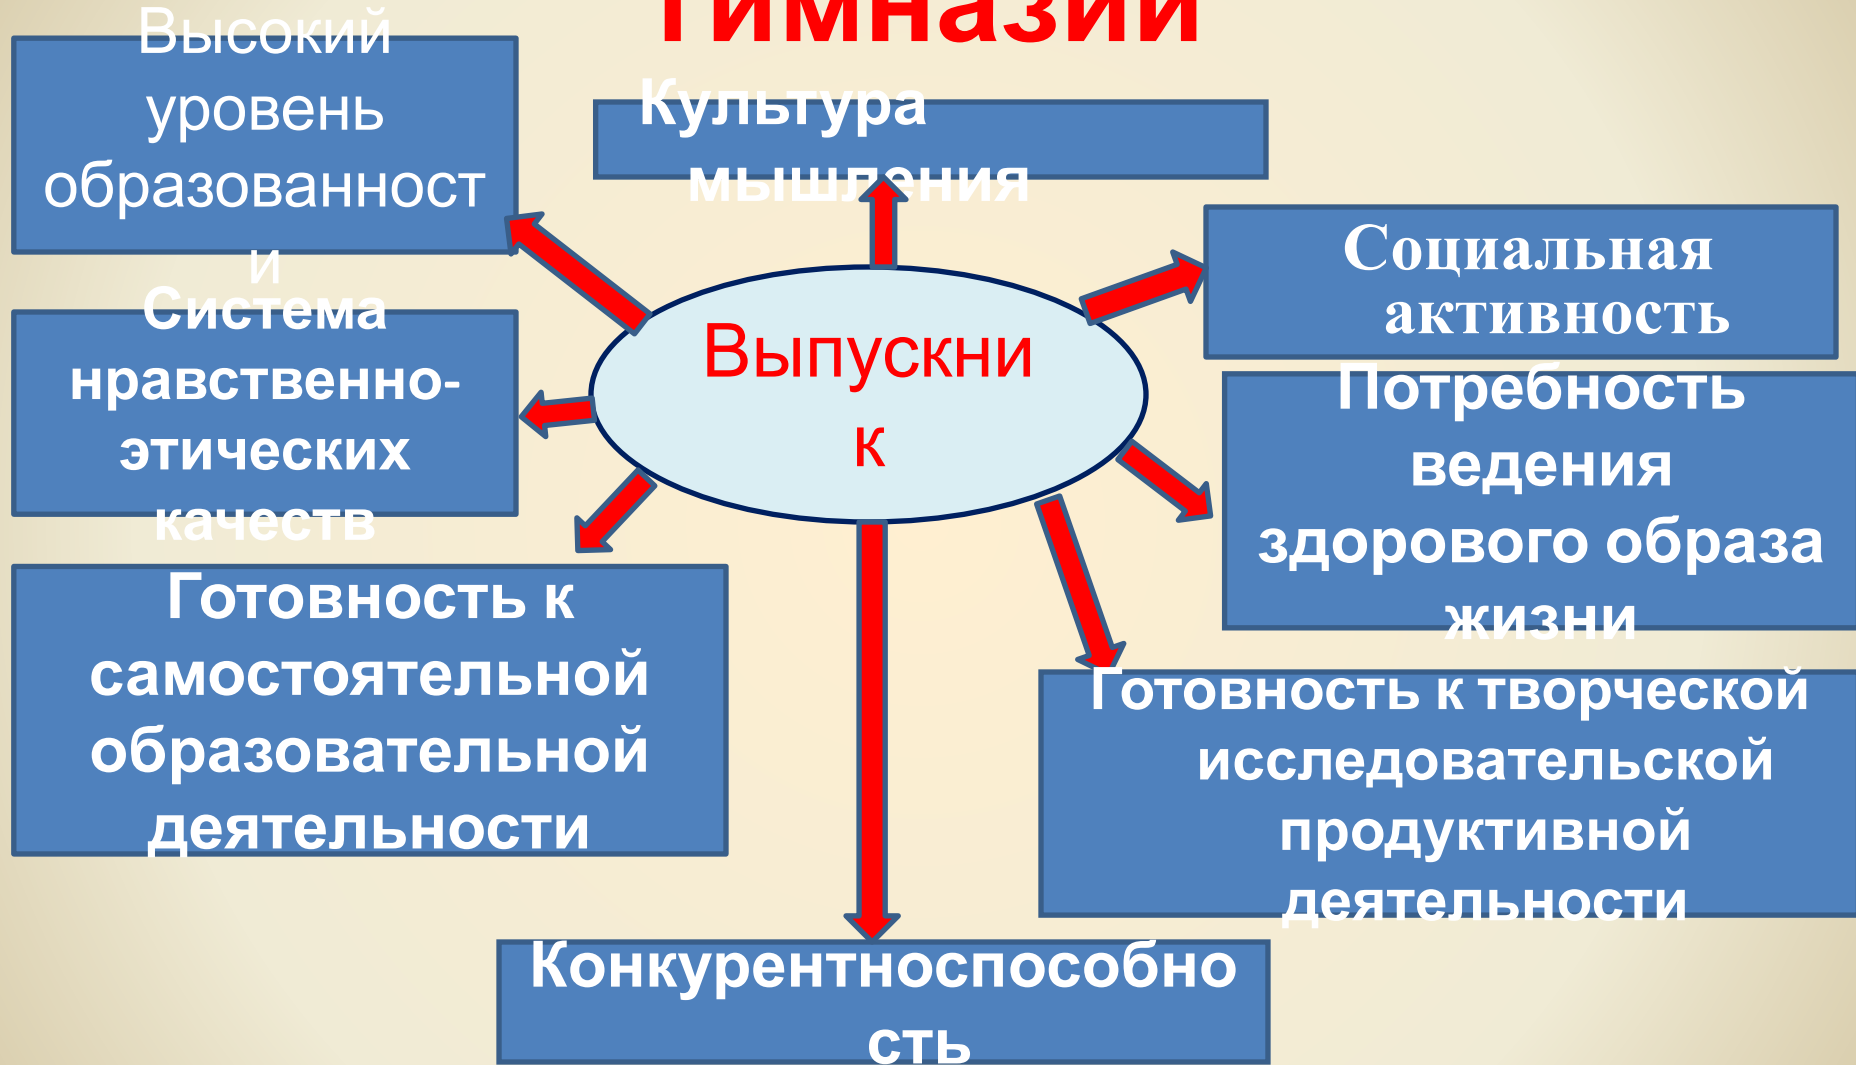 гимназии
Высокий
уровень
образованност
и
Культура
мышления
Социальная
активность
Система
нравственно-
этических
качеств
Выпускни
к
Потребность
ведения
здорового образа
жизни
Готовность к
самостоятельной
образовательной
деятельности
Готовность к творческой
исследовательской
продуктивной
деятельности
Конкурентноспособно
сть